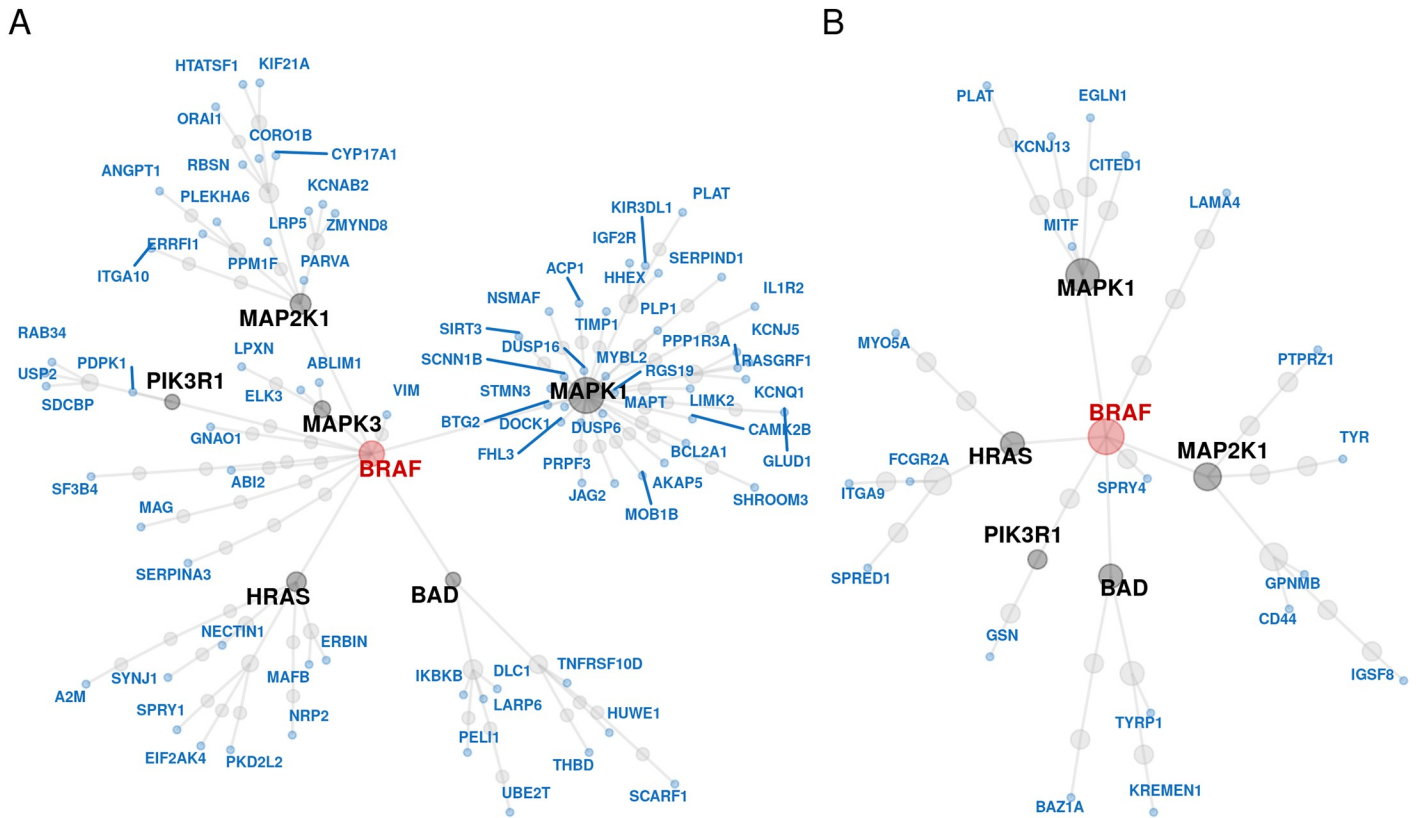 A
B
HTATSF1
KIF21A
ORAI1
CORO1B
CYP17A1
RBSN
ANGPT1
PLEKHA6
KCNAB2
LRP5
ZMYND8
ERRFI1
ITGA10
PPM1F
PARVA
MAP2K1
RAB34
USP2
PDPK1
SDCBP
PIK3R1
LPXN
ABLIM1
ELK3
VIM
MAPK3
GNAO1
BRAF
SF3B4
ABI2
MAG
SERPINA3
HRAS
BAD
NECTIN1
ERBIN
A2M
SYNJ1
MAFB
SPRY1
NRP2
EIF2AK4
PKD2L2
IKBKB
DLC1
TNFRSF10D
LARP6
HUWE1
PELI1
THBD
UBE2T
SCARF1
PLAT
KIR3DL1
IGF2R
SERPIND1
ACP1
HHEX
NSMAF
IL1R2
PLP1
TIMP1
SIRT3
KCNJ5
DUSP16
PPP1R3A
SCNN1B
MYBL2
RASGRF1
RGS19
STMN3
MAPK1
KCNQ1
MAPT
LIMK2
BTG2
DOCK1
DUSP6
CAMK2B
FHL3
BCL2A1
GLUD1
PRPF3
AKAP5
JAG2
SHROOM3
MOB1B
PLAT
EGLN1
KCNJ13
CITED1
LAMA4
MITF
MAPK1
MYO5A
PTPRZ1
BRAF
TYR
HRAS
MAP2K1
FCGR2A
ITGA9
SPRY4
PIK3R1
SPRED1
BAD
GPNMB
CD44
GSN
IGSF8
TYRP1
KREMEN1
BAZ1A